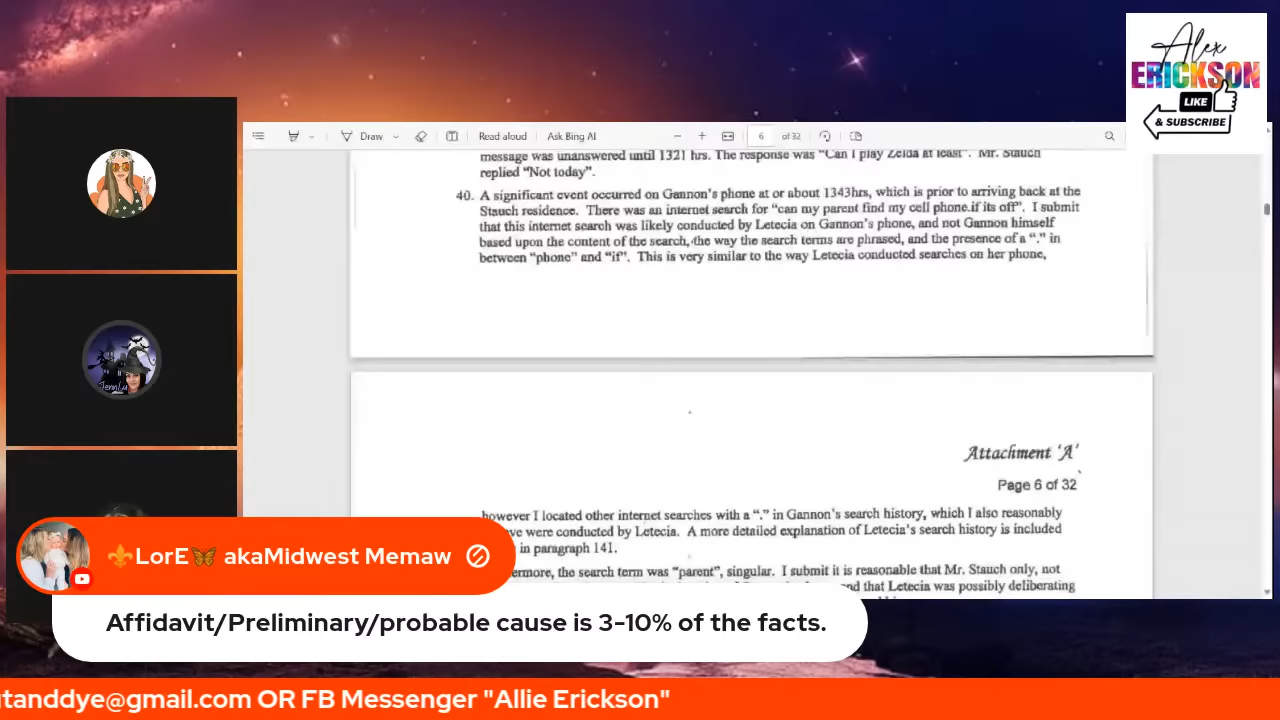 Alex
ERICKSON
LIKE
& SUBSCRIBE
Draw
Read aloud
Ask Bing AI
6
of 32
message was unanswered until 1321 hrs. The response was "Can I play Zelda at least". Mr. Stauch
replied "Not today".
40. A significant event occurred on Gannon's phone at or about 1343hrs, which is prior to arriving back at the
Stauch residence. There was an internet search for "can my parent find my cell phone.if its off". I submit
that this internet search was likely conducted by Letecia on Gannon's phone, and not Gannon himself
based upon the content of the search, the way the search terms are phrased, and the presence of a "." in
between "phone" and "if". This is very similar to the way Letecia conducted searches on her phone,
Attachment 'A'
Page 6 of 32
however I located other internet searches with a "." in Gannon's search history, which I also reasonably
were conducted by Letecia. A more detailed explanation of Letecia's search history is included
in paragraph 141.
the search term was "parent", singular. I submit it is reasonable that Mr. Stauch only, not
and that Letecia was possibly deliberating
JennLu
⚜️LorE🦋 akaMidwest Memaw
Affidavit/Preliminary/probable cause is 3-10% of the facts.
tanddye@gmail.com OR FB Messenger "Allie Erickson"